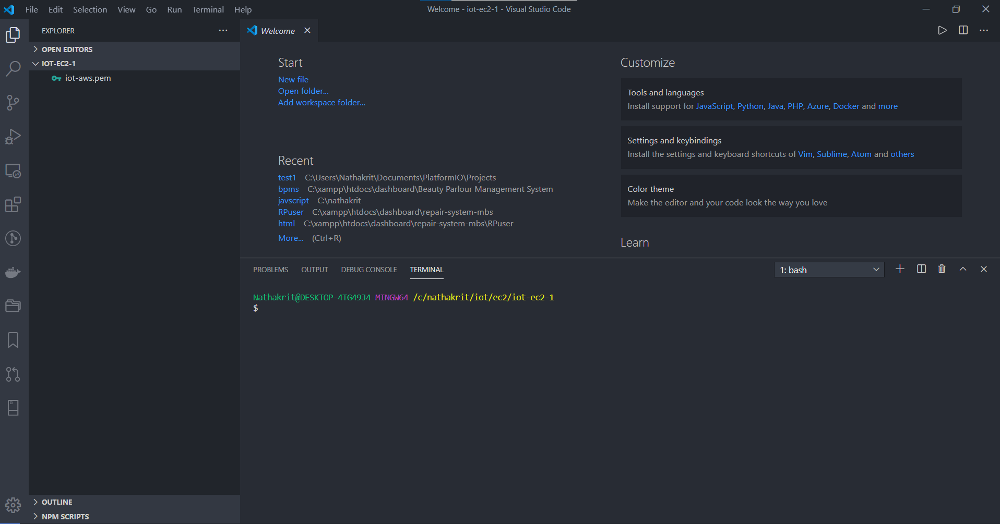 File Edit Selection View Go Run Terminal Help
Welcome - iot-ec2-1 - Visual Studio Code
EXPLORER
OPEN EDITORS
IOT-EC2-1
iot-aws.pem
OUTLINE
NPM SCRIPTS
Welcome
Start
New file
Open folder...
Add workspace folder...
Recent
test1 C:\Users\Nathakrit\Documents\PlatformIO\Projects
bpms C:\xampp\htdocs\dashboard\Beauty Parlour Management System
javscript C:\nathakrit
RPuser C:\xampp\htdocs\dashboard\repair-system-mbs
html C:\xampp\htdocs\dashboard\repair-system-mbs\RPuser
More... (Ctrl+R)
Customize
Tools and languages
Install support for JavaScript, Python, Java, PHP, Azure, Docker and more
Settings and keybindings
Install the settings and keyboard shortcuts of Vim, Sublime, Atom and others
Color theme
Make the editor and your code look the way you love
Learn
PROBLEMS OUTPUT DEBUG CONSOLE TERMINAL
1: bash
Nathakrit@DESKTOP-4TG49J4 MINGW64 /c/nathakrit/iot/ec2/iot-ec2-1
$